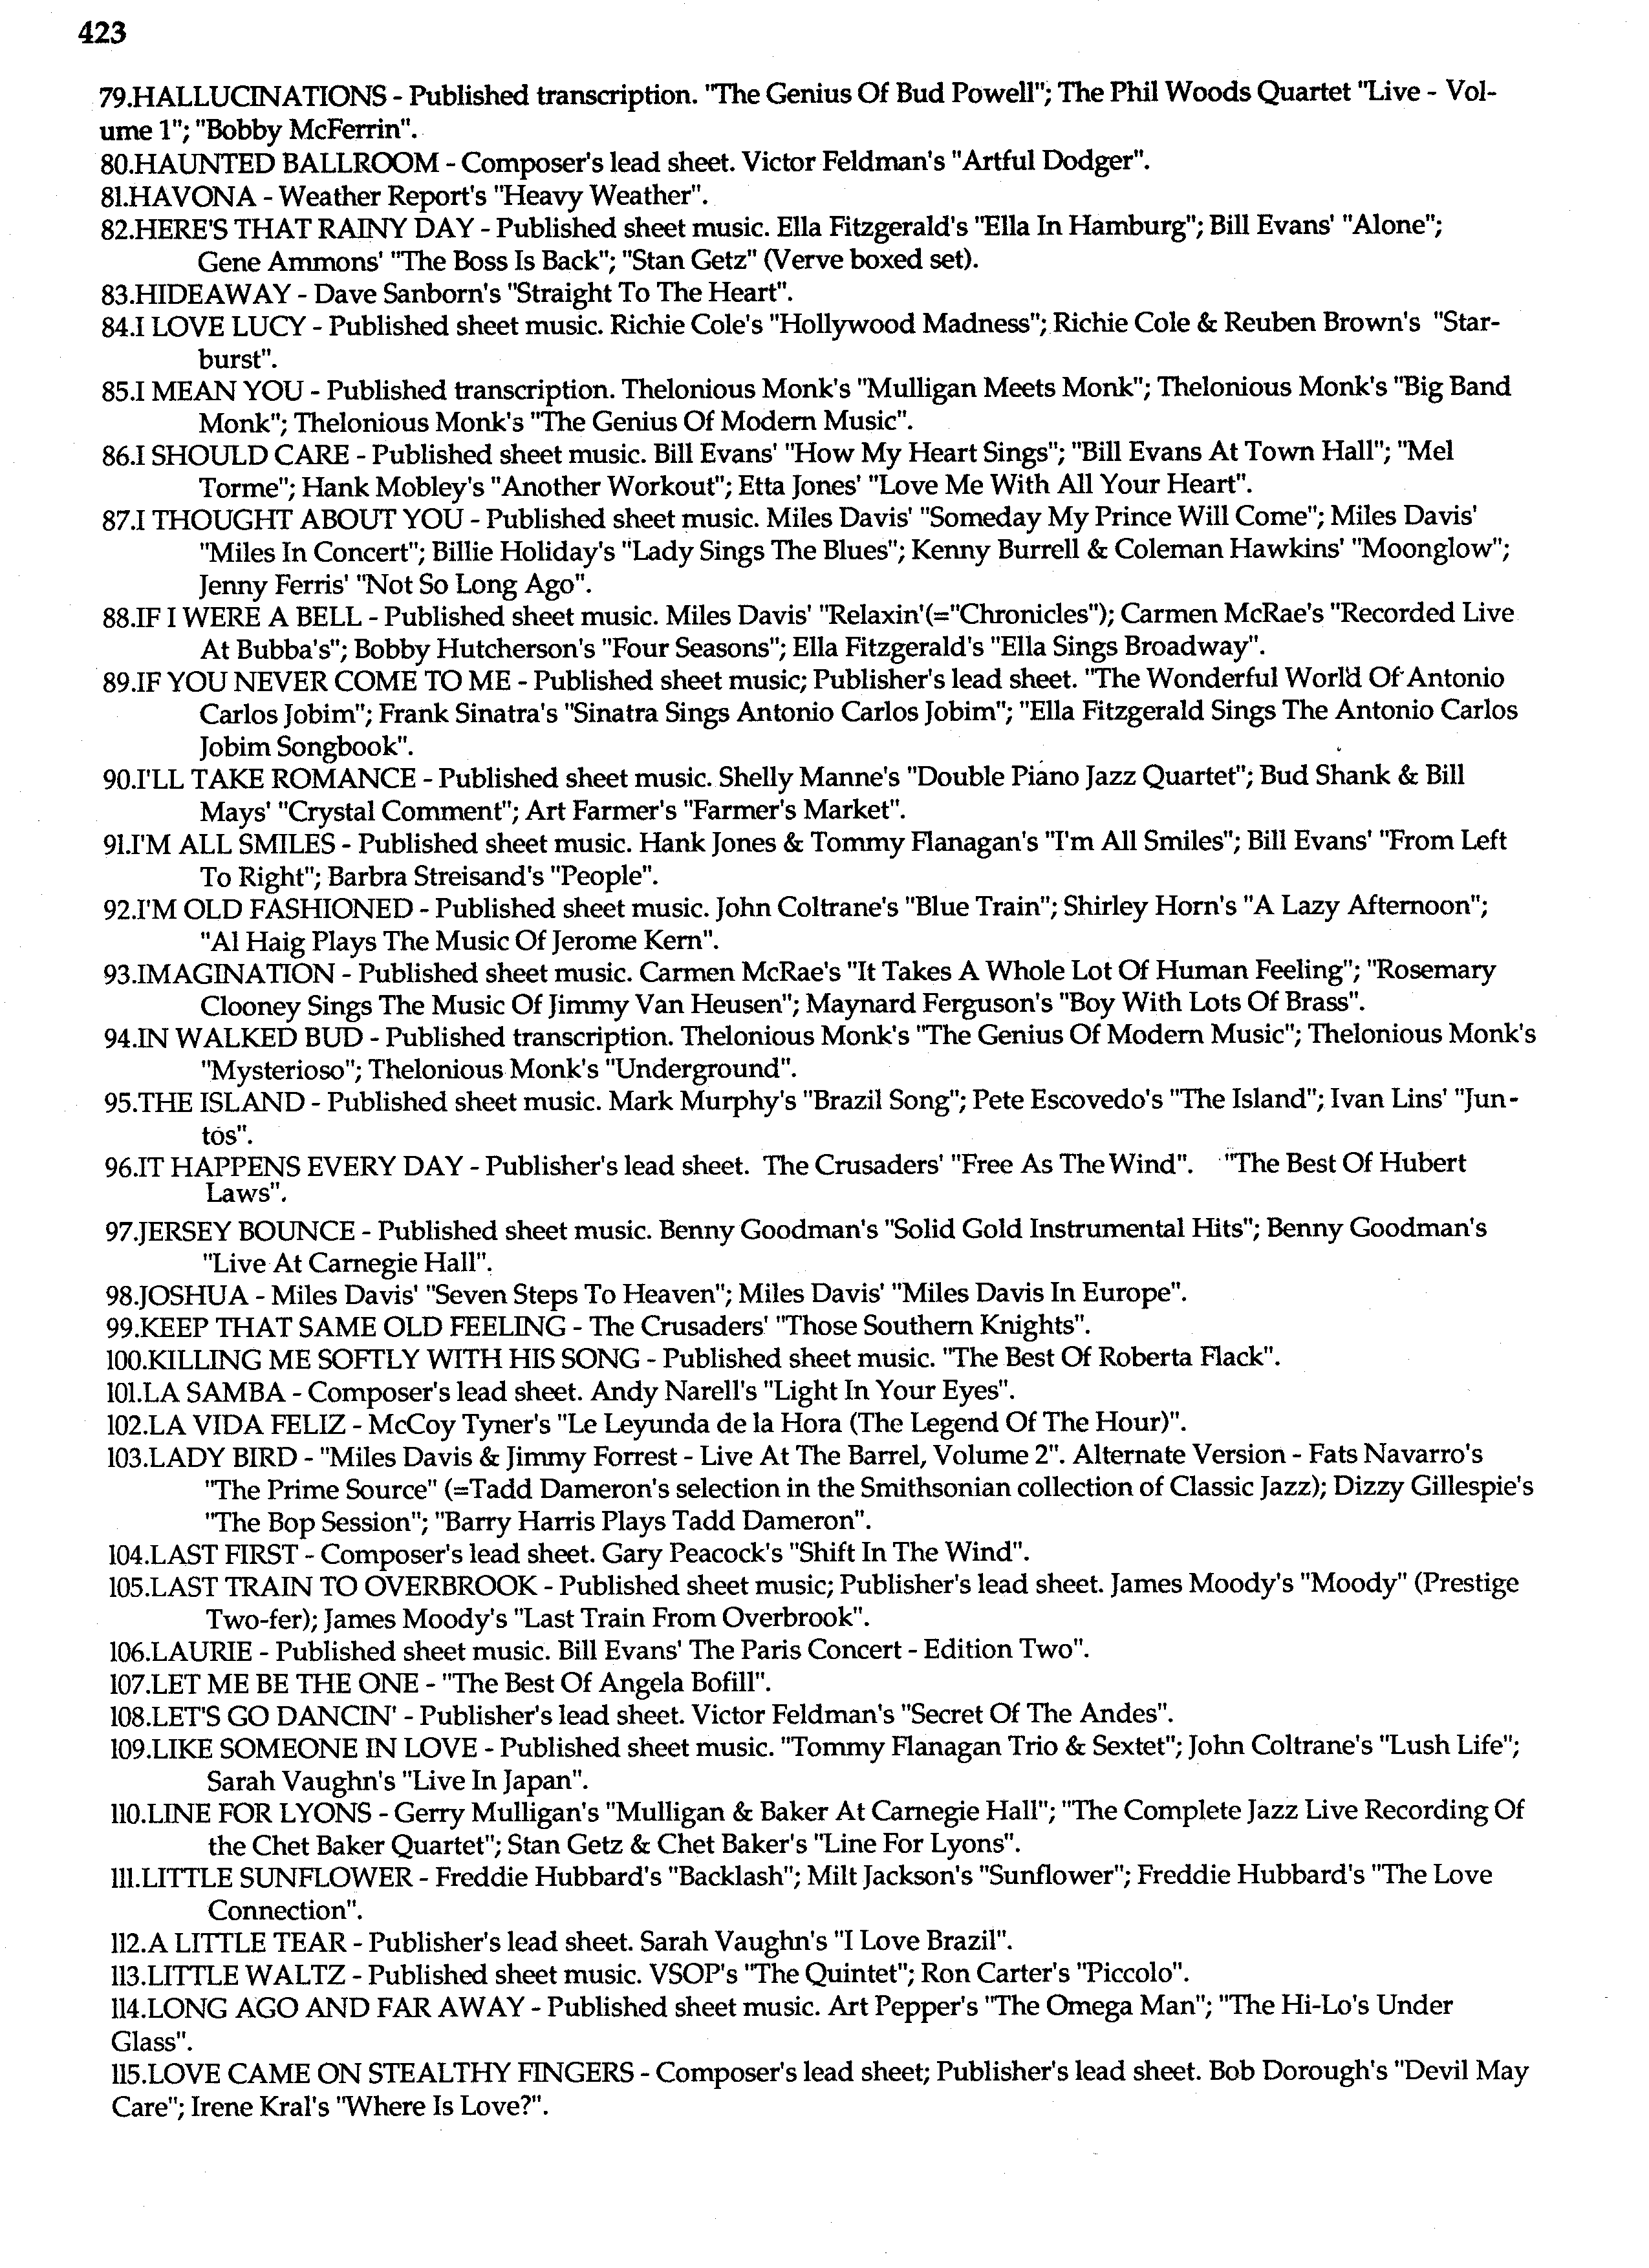 423
79.HALLUCINATIONS - Published transcription. "The Genius Of Bud Powell"; The Phil Woods Quartet "Live - Vol-
ume 1"; "Bobby McFerrin".
80.HAUNTED BALLROOM - Composer's lead sheet. Victor Feldman's "Artful Dodger".
81.HAVONA - Weather Report's "Heavy Weather".
82.HERE'S THAT RAINY DAY - Published sheet music. Ella Fitzgerald's "Ella In Hamburg"; Bill Evans' "Alone";
Gene Ammons' "The Boss Is Back"; "Stan Getz" (Verve boxed set).
83.HIDEAWAY - Dave Sanborn's "Straight To The Heart".
84.I LOVE LUCY - Published sheet music. Richie Cole's "Hollywood Madness"; Richie Cole & Reuben Brown's "Star-
burst".
85.I MEAN YOU - Published transcription. Thelonious Monk's "Mulligan Meets Monk"; Thelonious Monk's "Big Band
Monk"; Thelonious Monk's "The Genius Of Modern Music".
86.I SHOULD CARE - Published sheet music. Bill Evans' "How My Heart Sings"; "Bill Evans At Town Hall"; "Mel
Torme"; Hank Mobley's "Another Workout"; Etta Jones' "Love Me With All Your Heart".
87.I THOUGHT ABOUT YOU - Published sheet music. Miles Davis' "Someday My Prince Will Come"; Miles Davis'
"Miles In Concert"; Billie Holiday's "Lady Sings The Blues"; Kenny Burrell & Coleman Hawkins' "Moonglow";
Jenny Ferris' "Not So Long Ago".
88.IF I WERE A BELL - Published sheet music. Miles Davis' "Relaxin'(="Chronicles"); Carmen McRae's "Recorded Live
At Bubba's"; Bobby Hutcherson's "Four Seasons"; Ella Fitzgerald's "Ella Sings Broadway".
89.IF YOU NEVER COME TO ME - Published sheet music; Publisher's lead sheet. "The Wonderful World Of Antonio
Carlos Jobim"; Frank Sinatra's "Sinatra Sings Antonio Carlos Jobim"; "Ella Fitzgerald Sings The Antonio Carlos
Jobim Songbook".
90.I'LL TAKE ROMANCE - Published sheet music. Shelly Manne's "Double Piano Jazz Quartet"; Bud Shank & Bill
Mays' "Crystal Comment"; Art Farmer's "Farmer's Market".
91.I'M ALL SMILES - Published sheet music. Hank Jones & Tommy Flanagan's "I'm All Smiles"; Bill Evans' "From Left
To Right"; Barbra Streisand's "People".
92.I'M OLD FASHIONED - Published sheet music. John Coltrane's "Blue Train"; Shirley Horn's "A Lazy Afternoon";
"Al Haig Plays The Music Of Jerome Kern".
93.IMAGINATION - Published sheet music. Carmen McRae's "It Takes A Whole Lot Of Human Feeling"; "Rosemary
Clooney Sings The Music Of Jimmy Van Heusen"; Maynard Ferguson's "Boy With Lots Of Brass".
94.IN WALKED BUD - Published transcription. Thelonious Monk's "The Genius Of Modern Music"; Thelonious Monk's
"Mysterioso"; Thelonious Monk's "Underground".
95.THE ISLAND - Published sheet music. Mark Murphy's "Brazil Song"; Pete Escovedo's "The Island"; Ivan Lins' "Jun-
tos".
96.IT HAPPENS EVERY DAY - Publisher's lead sheet. The Crusaders' "Free As The Wind". "The Best Of Hubert
Laws".
97.JERSEY BOUNCE - Published sheet music. Benny Goodman's "Solid Gold Instrumental Hits"; Benny Goodman's
"Live At Carnegie Hall".
98.JOSHUA - Miles Davis' "Seven Steps To Heaven"; Miles Davis' "Miles Davis In Europe".
99.KEEP THAT SAME OLD FEELING - The Crusaders' "Those Southern Knights".
100.KILLING ME SOFTLY WITH HIS SONG - Published sheet music. "The Best Of Roberta Flack".
101.LA SAMBA - Composer's lead sheet. Andy Narell's "Light In Your Eyes".
102.LA VIDA FELIZ - McCoy Tyner's "Le Leyunda de la Hora (The Legend Of The Hour)".
103.LADY BIRD - "Miles Davis & Jimmy Forrest - Live At The Barrel, Volume 2". Alternate Version - Fats Navarro's
"The Prime Source" (=Tadd Dameron's selection in the Smithsonian collection of Classic Jazz); Dizzy Gillespie's
"The Bop Session"; "Barry Harris Plays Tadd Dameron".
104.LAST FIRST - Composer's lead sheet. Gary Peacock's "Shift In The Wind".
105.LAST TRAIN TO OVERBROOK - Published sheet music; Publisher's lead sheet. James Moody's "Moody" (Prestige
Two-fer); James Moody's "Last Train From Overbrook".
106.LAURIE - Published sheet music. Bill Evans' The Paris Concert - Edition Two".
107.LET ME BE THE ONE - "The Best Of Angela Bofill".
108.LET'S GO DANCIN' - Publisher's lead sheet. Victor Feldman's "Secret Of The Andes".
109.LIKE SOMEONE IN LOVE - Published sheet music. "Tommy Flanagan Trio & Sextet"; John Coltrane's "Lush Life";
Sarah Vaughn's "Live In Japan".
110.LINE FOR LYONS - Gerry Mulligan's "Mulligan & Baker At Carnegie Hall"; "The Complete Jazz Live Recording Of
the Chet Baker Quartet"; Stan Getz & Chet Baker's "Line For Lyons".
111.LITTLE SUNFLOWER - Freddie Hubbard's "Backlash"; Milt Jackson's "Sunflower"; Freddie Hubbard's "The Love
Connection".
112.A LITTLE TEAR - Publisher's lead sheet. Sarah Vaughn's "I Love Brazil".
113.LITTLE WALTZ - Published sheet music. VSOP's "The Quintet"; Ron Carter's "Piccolo".
114.LONG AGO AND FAR AWAY - Published sheet music. Art Pepper's "The Omega Man"; "The Hi-Lo's Under
Glass".
115.LOVE CAME ON STEALTHY FINGERS - Composer's lead sheet; Publisher's lead sheet. Bob Dorough's "Devil May
Care"; Irene Kral's "Where Is Love?".